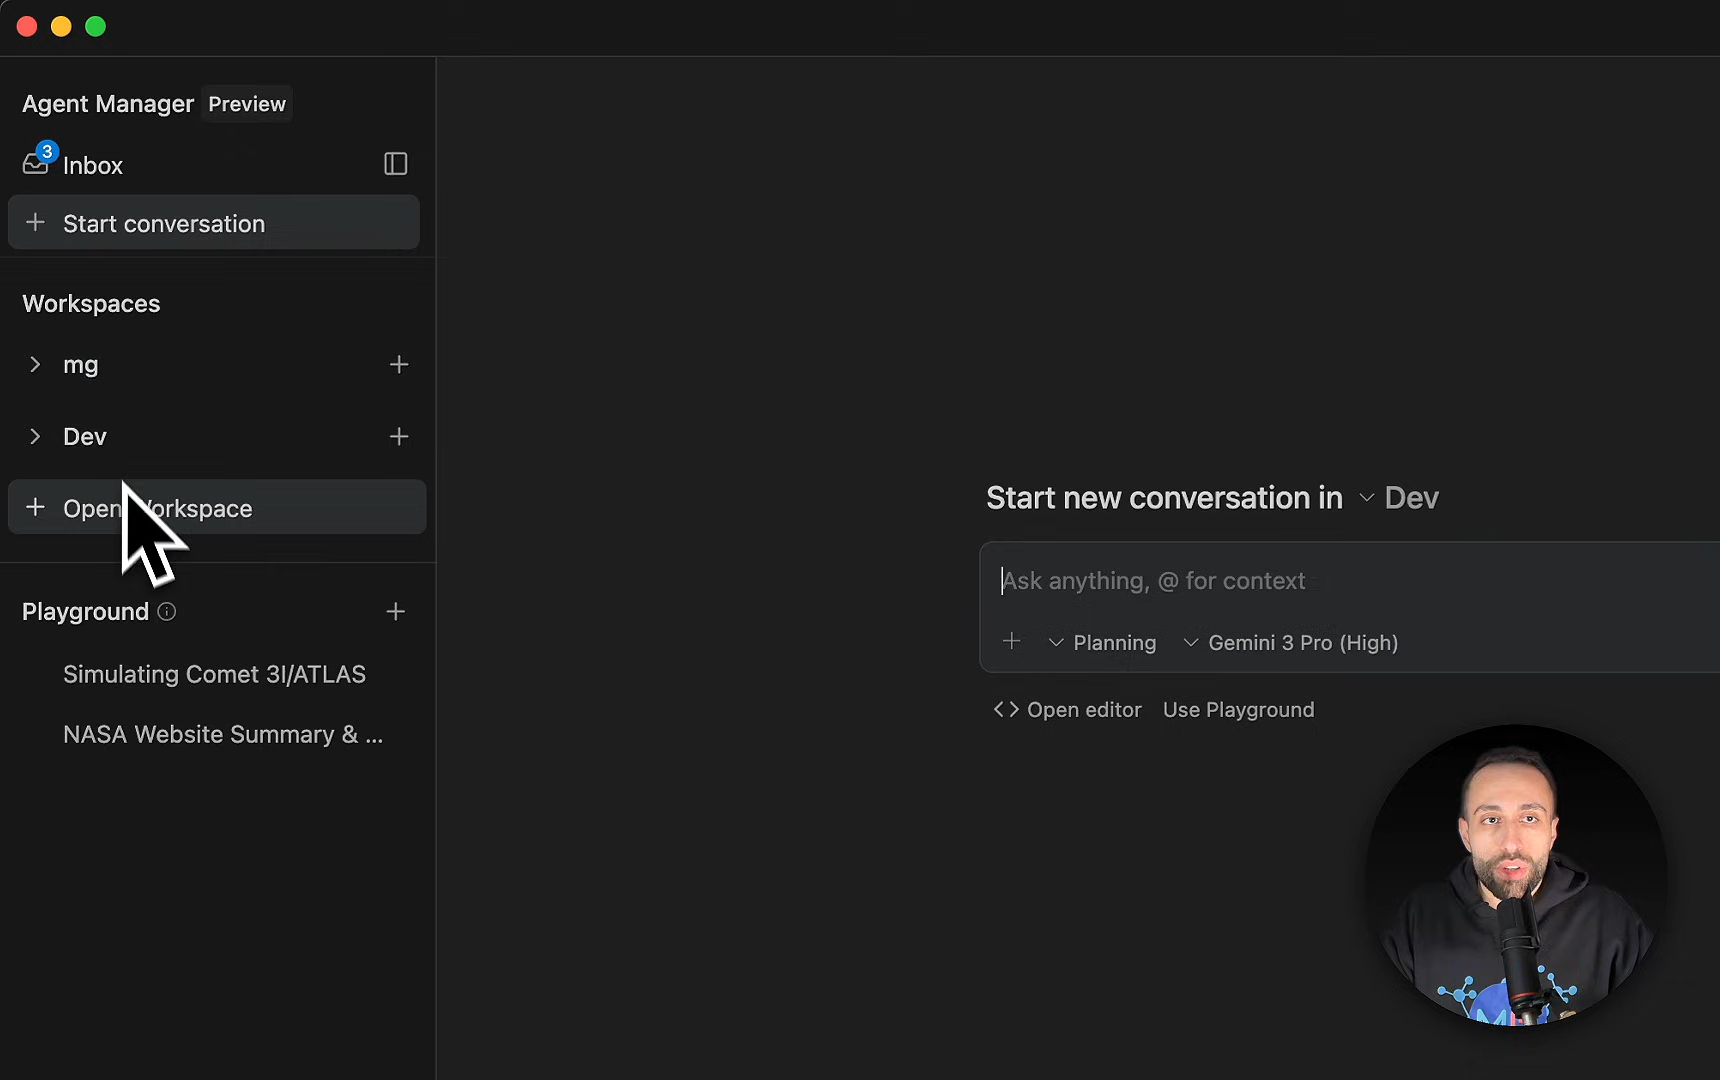 Agent Manager Preview
3
Inbox
Start conversation
Workspaces
mg
Dev
Open Workspace
Playground
Simulating Comet 3I/ATLAS
NASA Website Summary & ...
Start new conversation in Dev
Ask anything, @ for context
Planning Gemini 3 Pro (High)
Open editor Use Playground